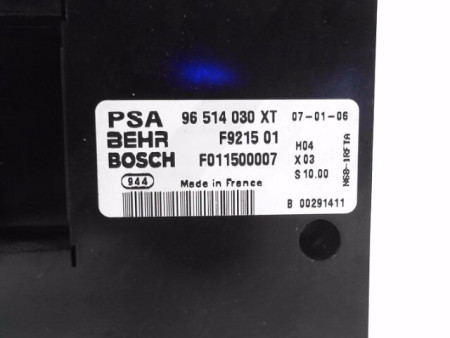 PSA 96 514 030 XT 07-01-06
BEHR F9215 01 H04
BOSCH F011500007 X 03
944 Made in France S 10.00
B 00291411
N68-1RFTA